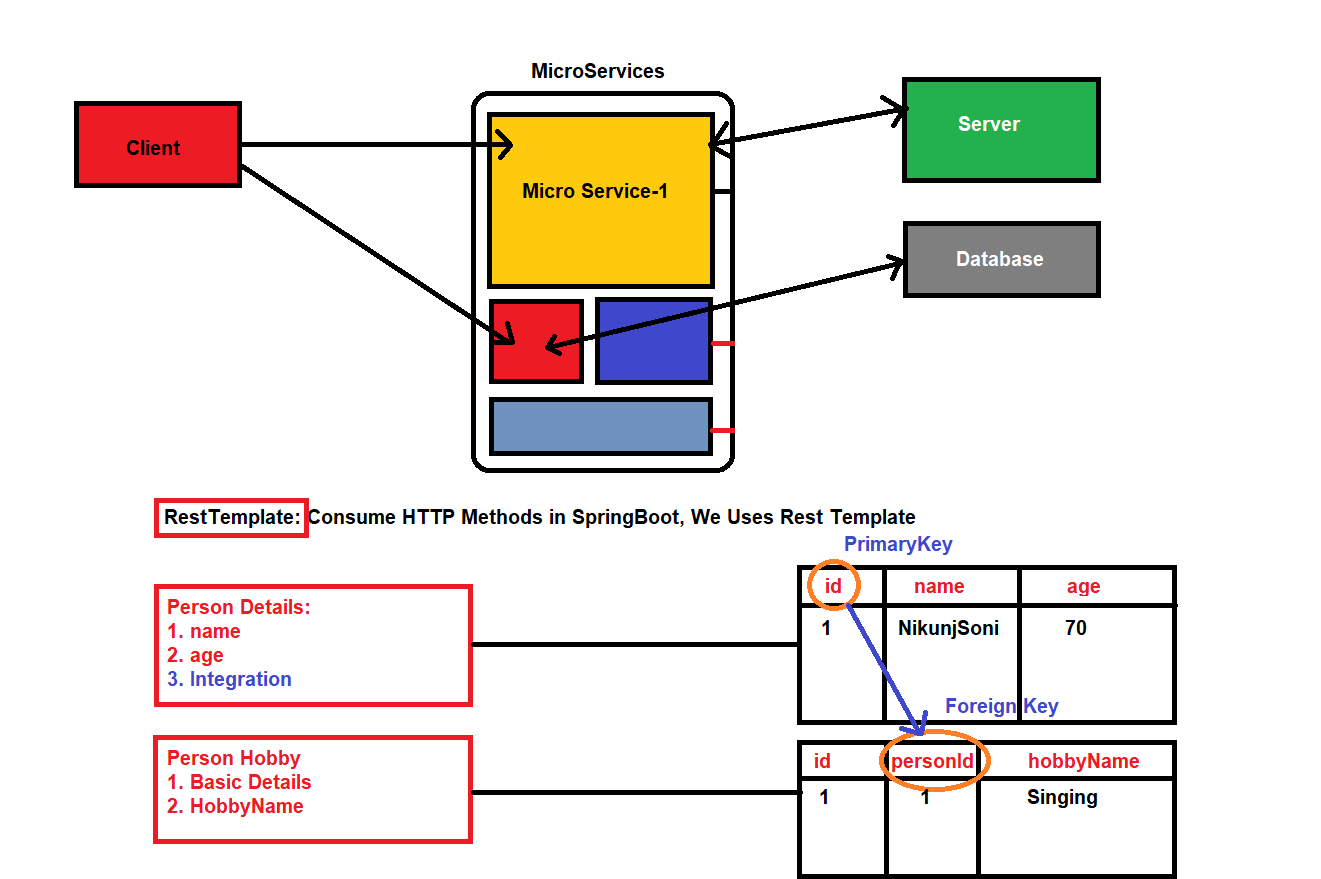 MicroServices
Client
Server
Micro Service-1
Database
RestTemplate: Consume HTTP Methods in SpringBoot, We Uses Rest Template
PrimaryKey
id name age
1 NikunjSoni 70
Person Details:
1. name
2. age
3. Integration
Foreign Key
Person Hobby
1. Basic Details
2. HobbyName
id personId hobbyName
1 1 Singing